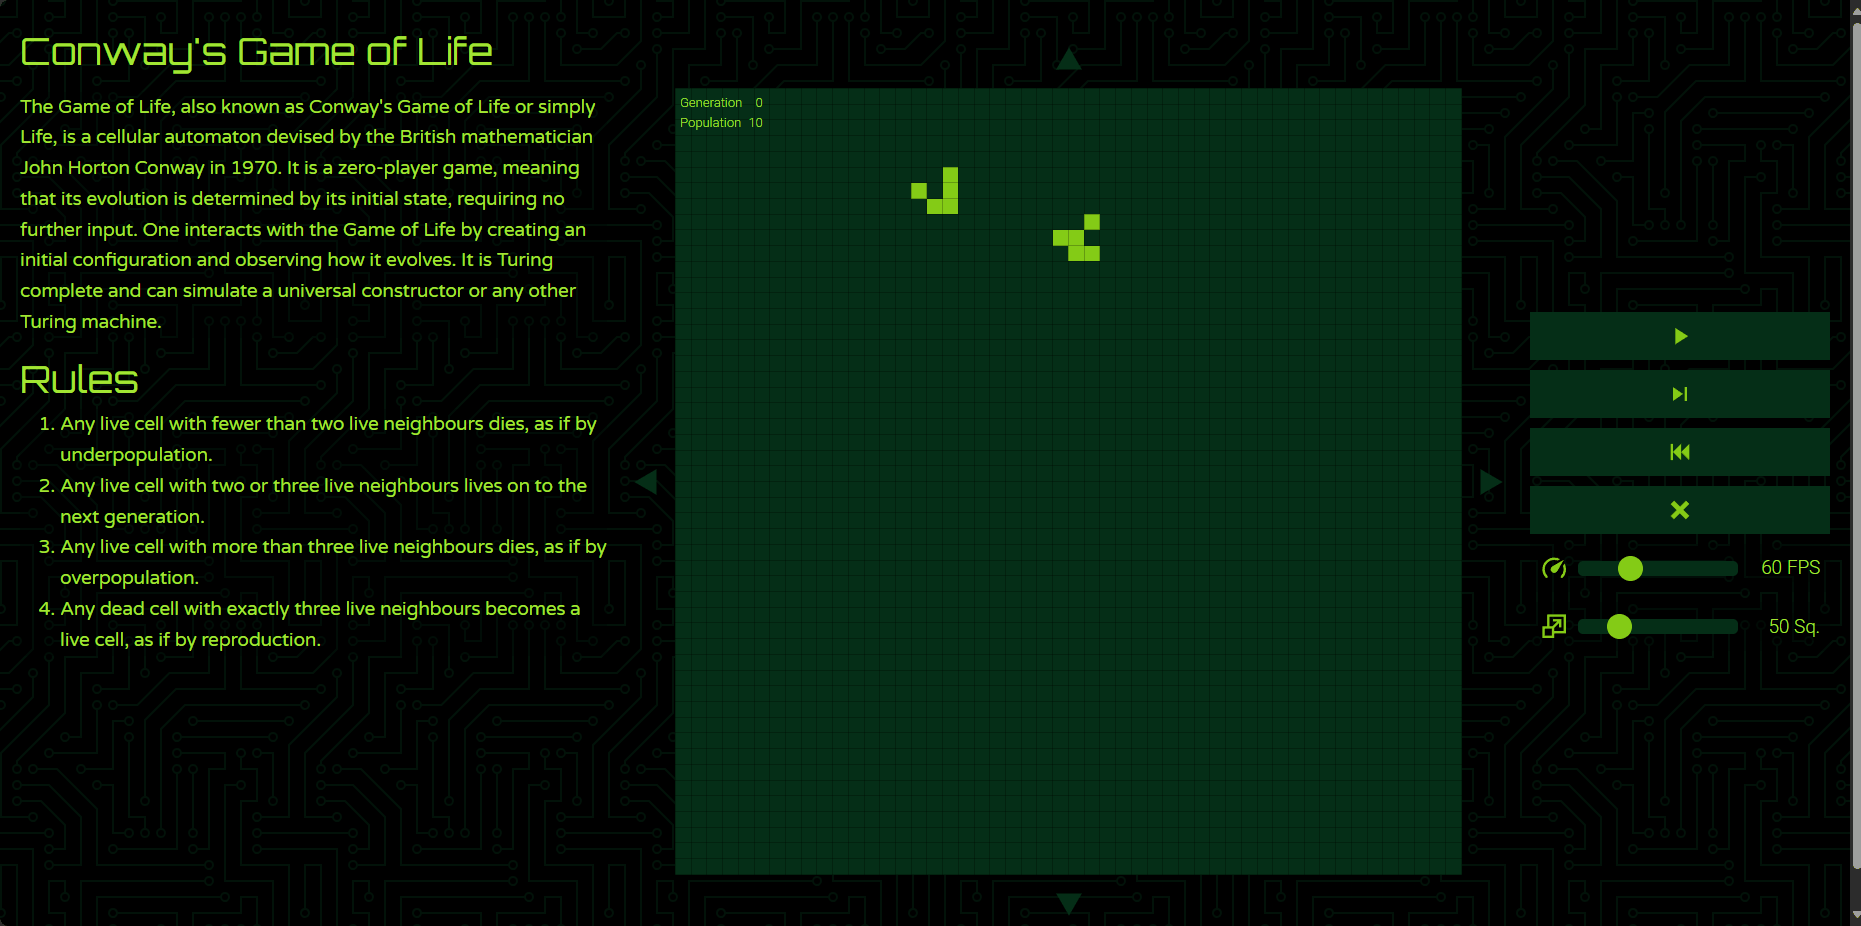 Conway's Game of Life
The Game of Life, also known as Conway's Game of Life or simply
Life, is a cellular automaton devised by the British mathematician
John Horton Conway in 1970. It is a zero-player game, meaning
that its evolution is determined by its initial state, requiring no
further input. One interacts with the Game of Life by creating an
initial configuration and observing how it evolves. It is Turing
complete and can simulate a universal constructor or any other
Turing machine.
Rules
1. Any live cell with fewer than two live neighbours dies, as if by
underpopulation.
2. Any live cell with two or three live neighbours lives on to the
next generation.
3. Any live cell with more than three live neighbours dies, as if by
overpopulation.
4. Any dead cell with exactly three live neighbours becomes a
live cell, as if by reproduction.
Generation 0
Population 10
60 FPS
50 Sq.